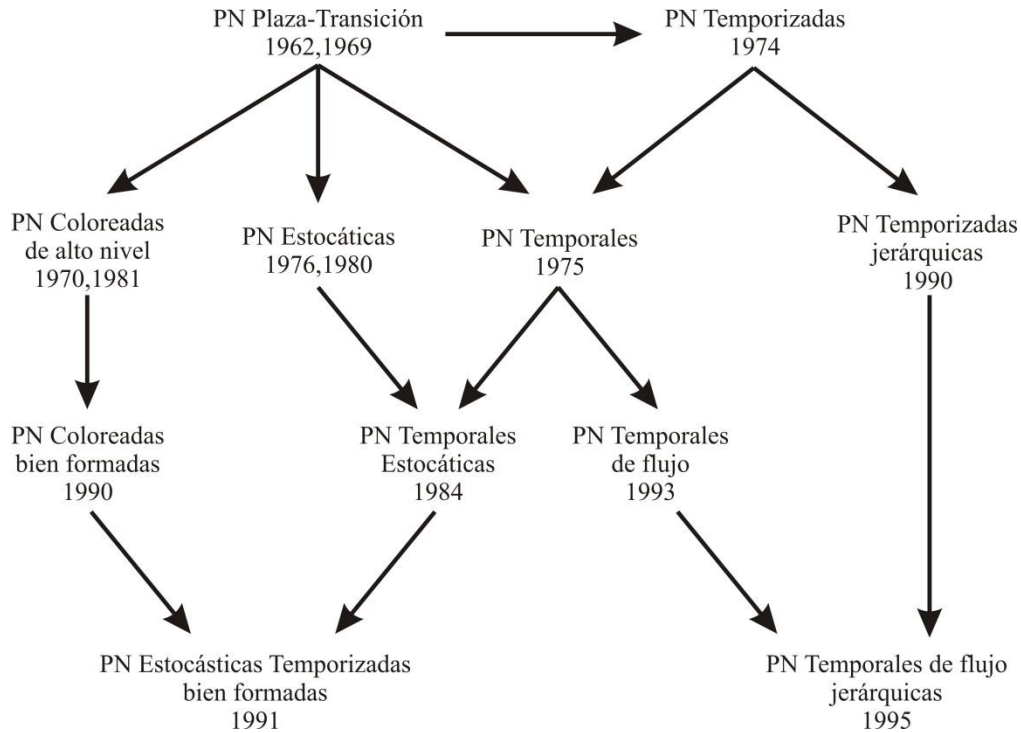 PN Plaza-Transición
1962,1969
PN Temporizadas
1974
PN Coloreadas
de alto nivel
1970,1981
PN Estocáticas
1976,1980
PN Temporales
1975
PN Temporizadas
jerárquicas
1990
PN Coloreadas
bien formadas
1990
PN Temporales
Estocáticas
1984
PN Temporales
de flujo
1993
PN Estocásticas Temporizadas
bien formadas
1991
PN Temporales de flujo
jerárquicas
1995